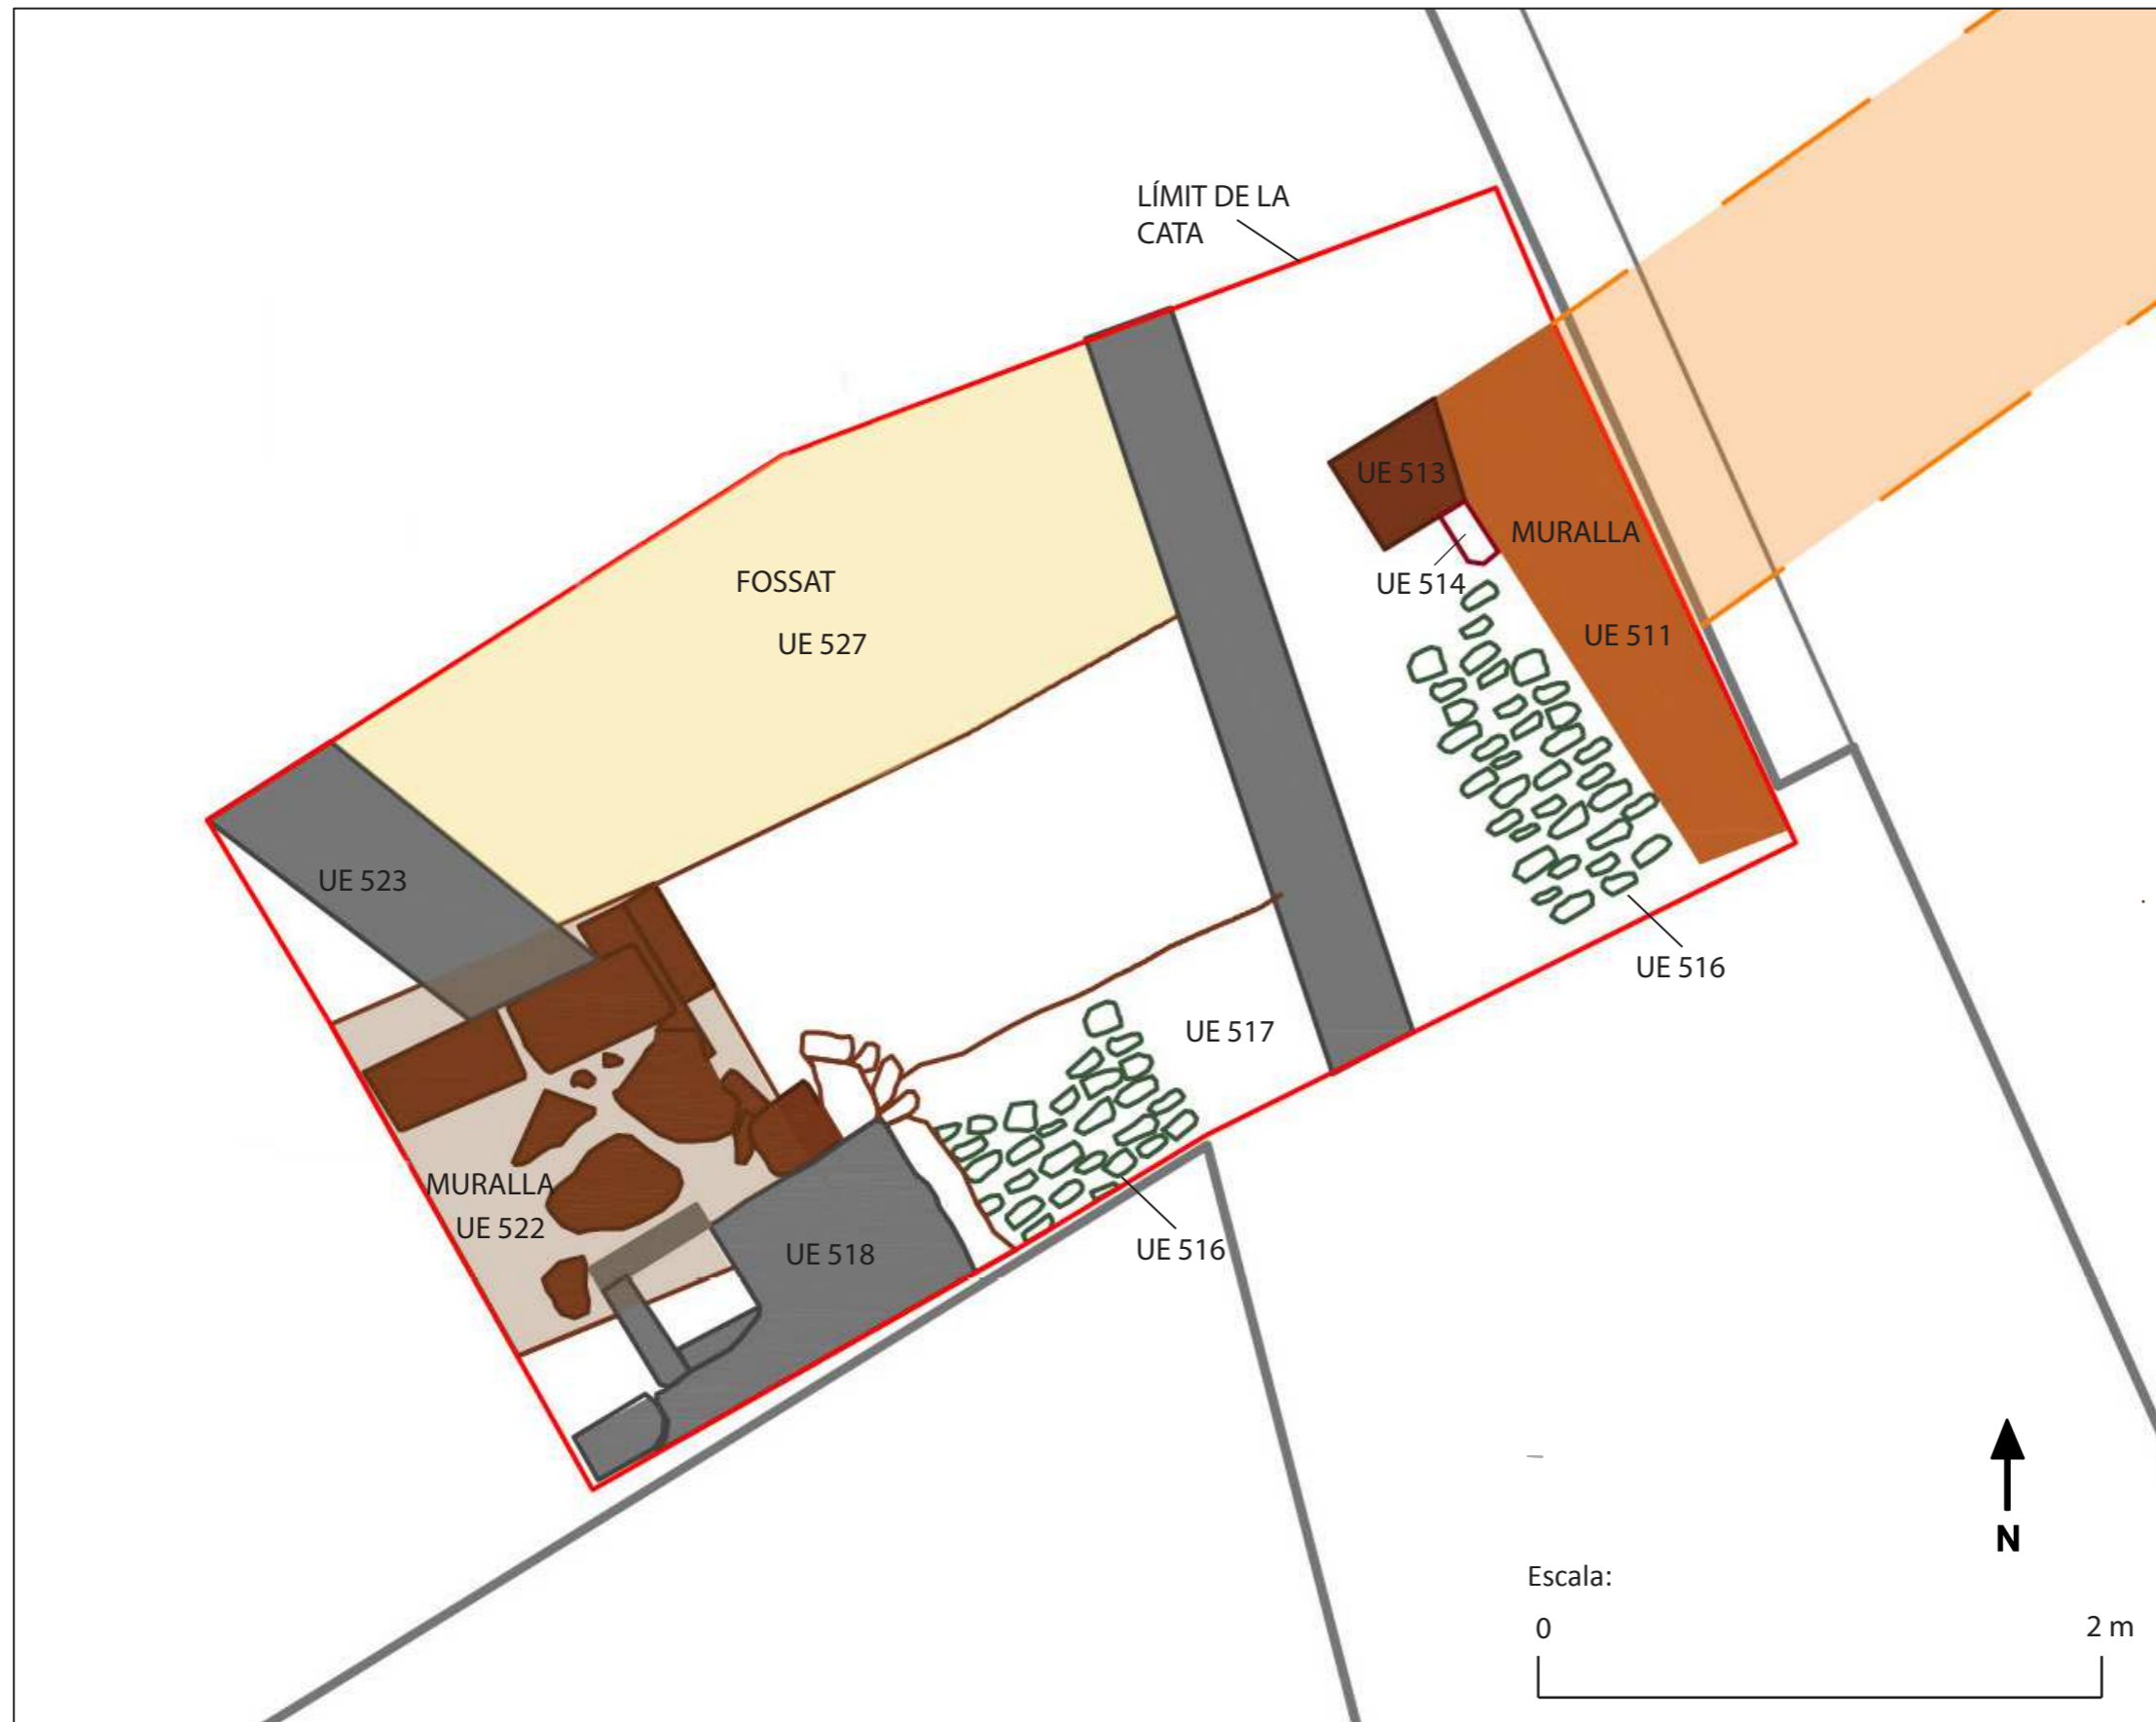 LÍMIT DE LA
CATA
UE 513
MURALLA
FOSSAT
UE 514
UE 527
UE 511
UE 523
UE 516
UE 517
MURALLA
UE 522
UE 518
UE 516
N
Escala:
0
2 m